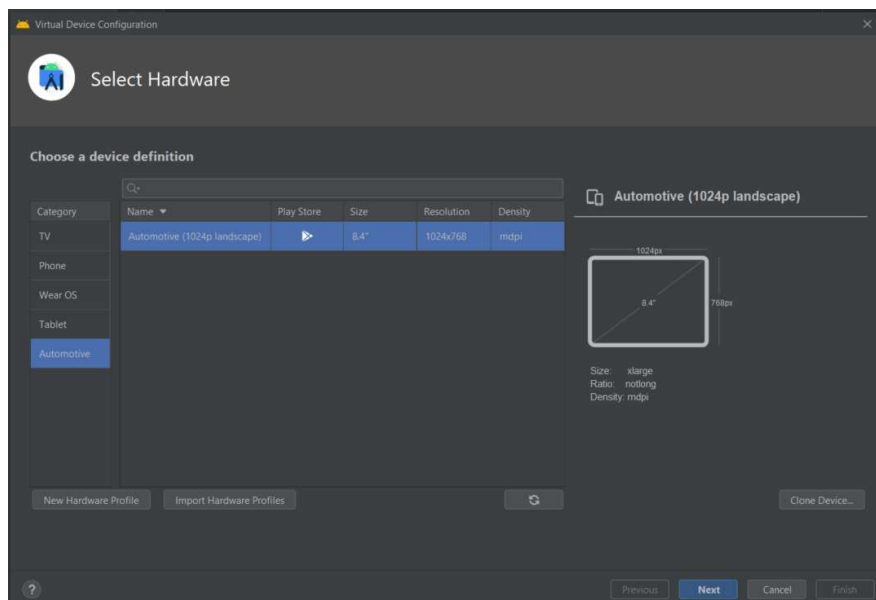 Virtual Device Configuration
Select Hardware
Choose a device definition
Category
TV
Phone
Wear OS
Tablet
Automotive
Name Play Store Size Resolution Density
Automotive (1024p landscape) 8.4" 1024x768 mdpi
Automotive (1024p landscape)
1024px
8.4"
768px
Size: xlarge
Ratio: notlong
Density: mdpi
New Hardware Profile Import Hardware Profiles Clone Device...
? Previous Next Cancel Finish